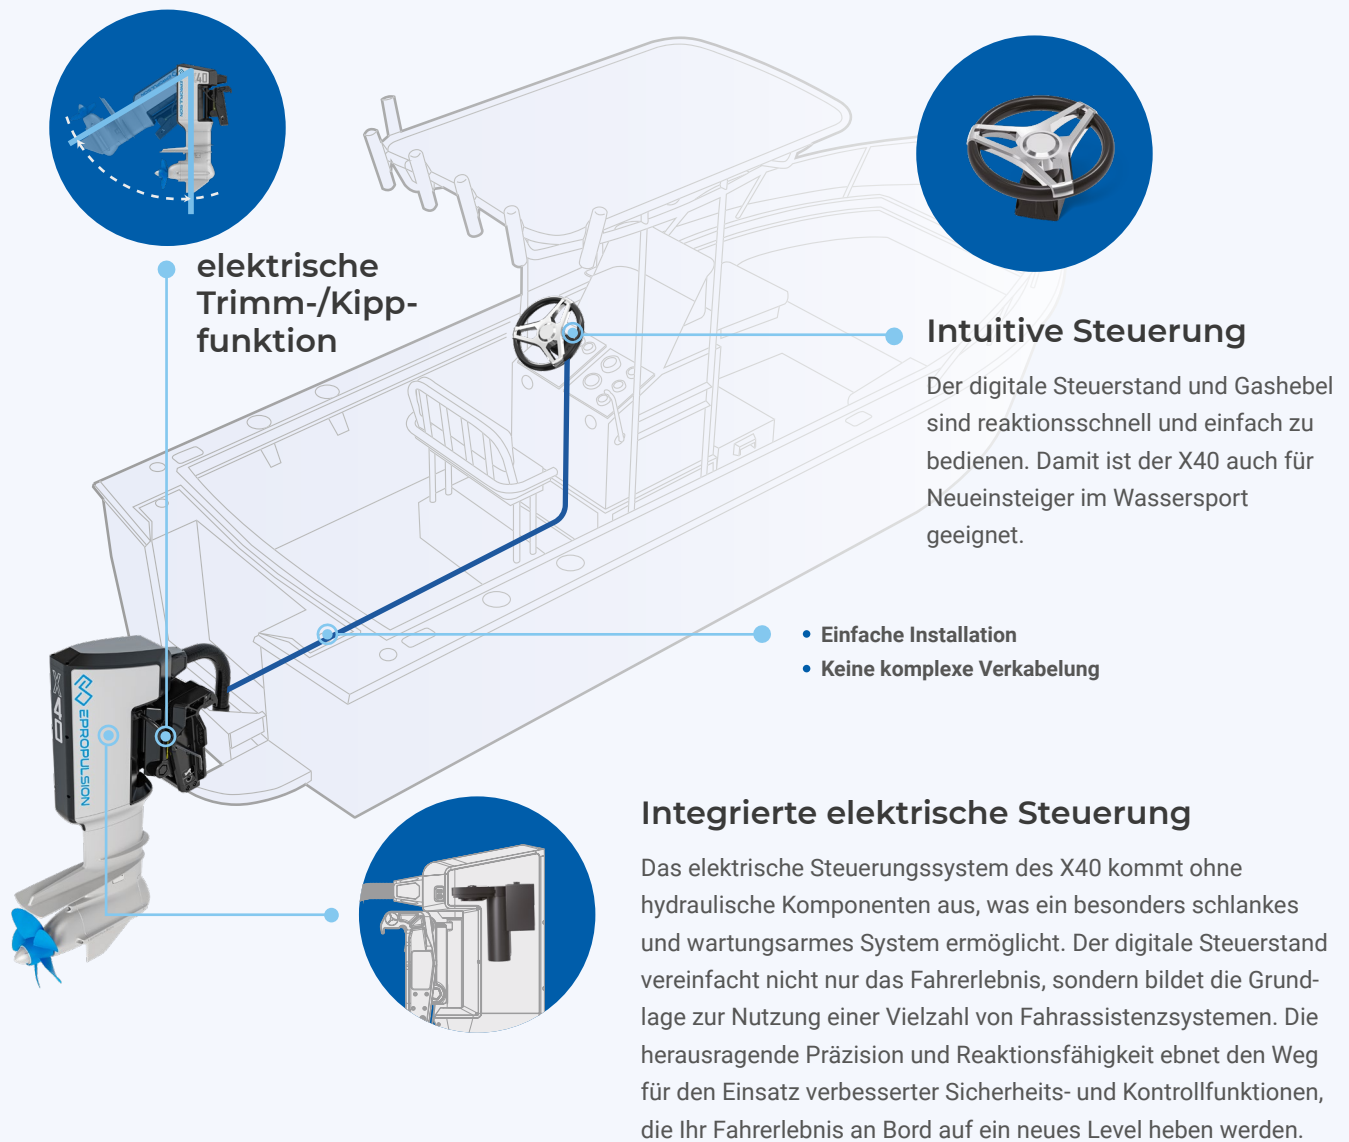 X40
elektrische
Trimm-/Kipp-
funktion
Intuitive Steuerung
Der digitale Steuerstand und Gashebel
sind reaktionsschnell und einfach zu
bedienen. Damit ist der X40 auch für
Neueinsteiger im Wassersport
geeignet.
• Einfache Installation
• Keine komplexe Verkabelung
X40
EPROPULSION
Integrierte elektrische Steuerung
Das elektrische Steuerungssystem des X40 kommt ohne
hydraulische Komponenten aus, was ein besonders schlankes
und wartungsarmes System ermöglicht. Der digitale Steuerstand
vereinfacht nicht nur das Fahrerlebnis, sondern bildet die Grund-
lage zur Nutzung einer Vielzahl von Fahrassistenzsystemen. Die
herausragende Präzision und Reaktionsfähigkeit ebnet den Weg
für den Einsatz verbesserter Sicherheits- und Kontrollfunktionen,
die Ihr Fahrerlebnis an Bord auf ein neues Level heben werden.